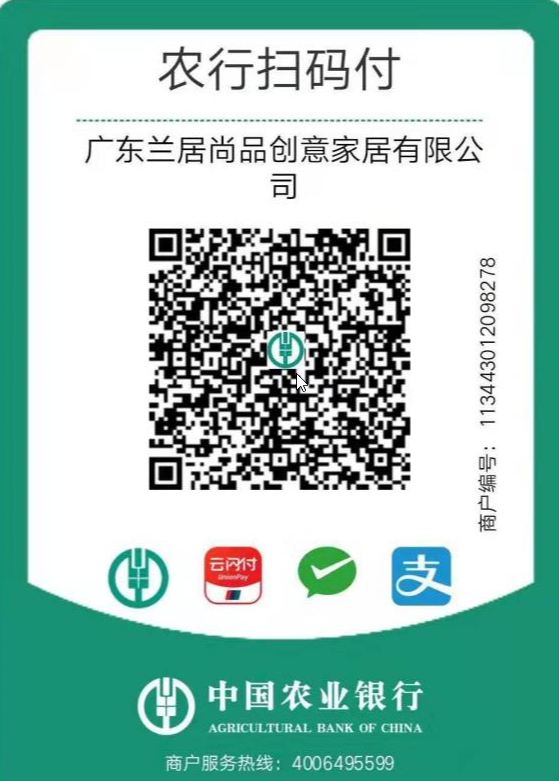 农行扫码付
广东兰居尚品创意家居有限公
司
商户编号： 113443012098278
云闪付
UnionPay
支
中国农业银行
AGRICULTURAL BANK OF CHINA
商户服务热线：4006495599